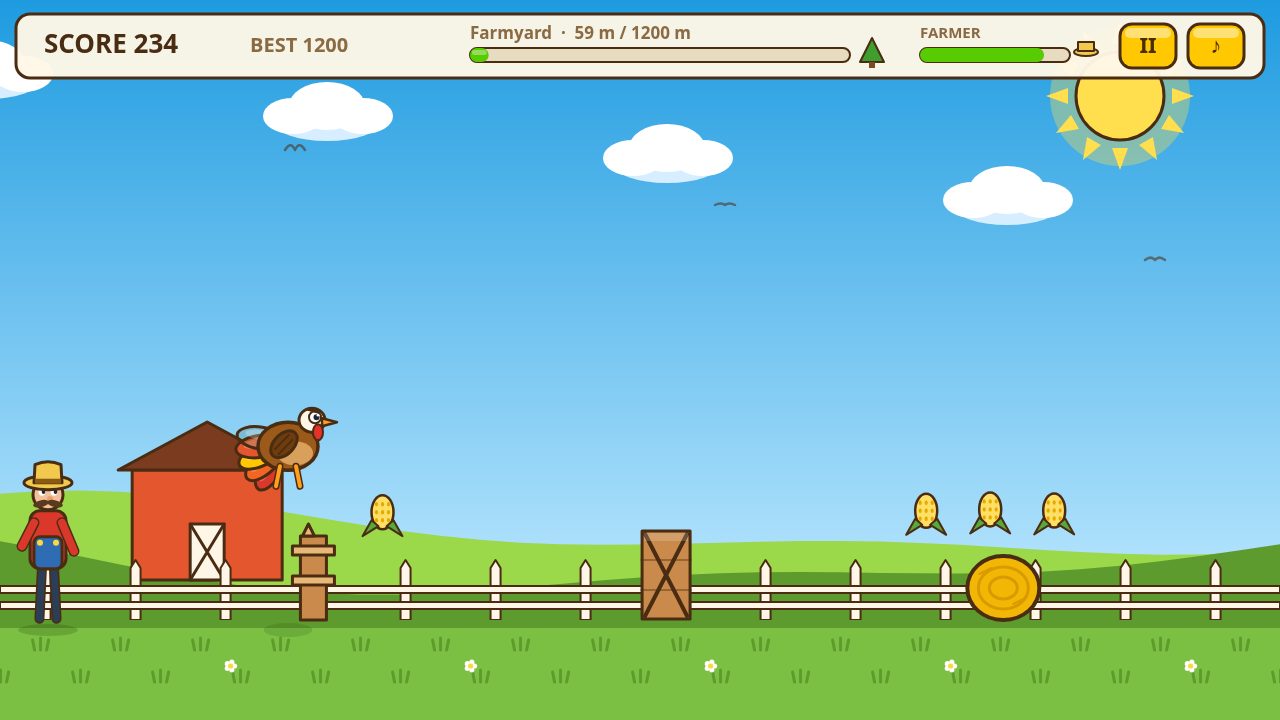 SCORE 234
BEST 1200
Farmyard · 59 m / 1200 m
FARMER
II
♪